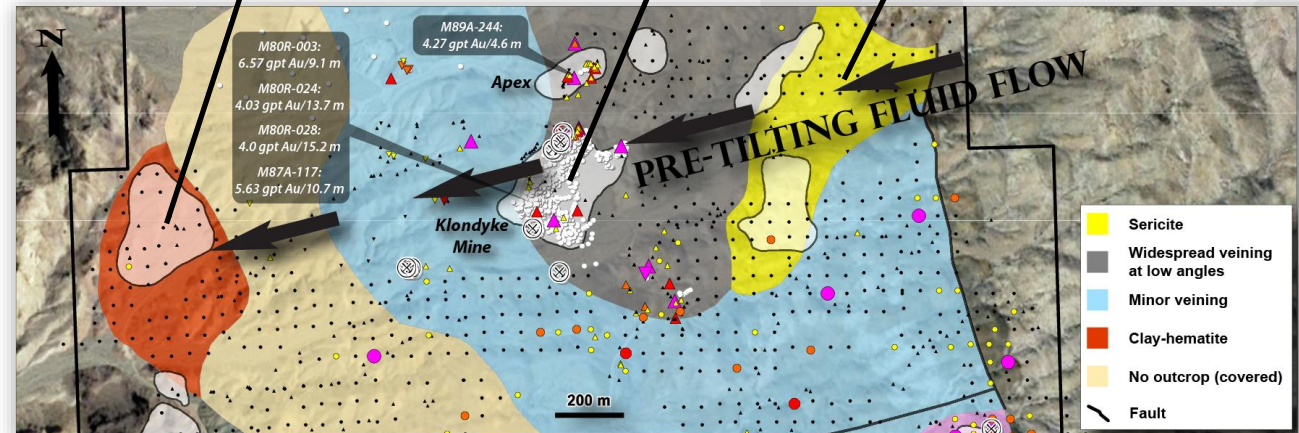 N
M80R-003:
6.57 gpt Au/9.1 m
M80R-024:
4.03 gpt Au/13.7 m
M80R-028:
4.0 gpt Au/15.2 m
M87A-117:
5.63 gpt Au/10.7 m
M89A-244:
4.27 gpt Au/4.6 m
Apex
PRE-TILTING FLUID FLOW
Klondyke
Mine
200 m
Sericite
Widespread veining
at low angles
Minor veining
Clay-hematite
No outcrop (covered)
Fault